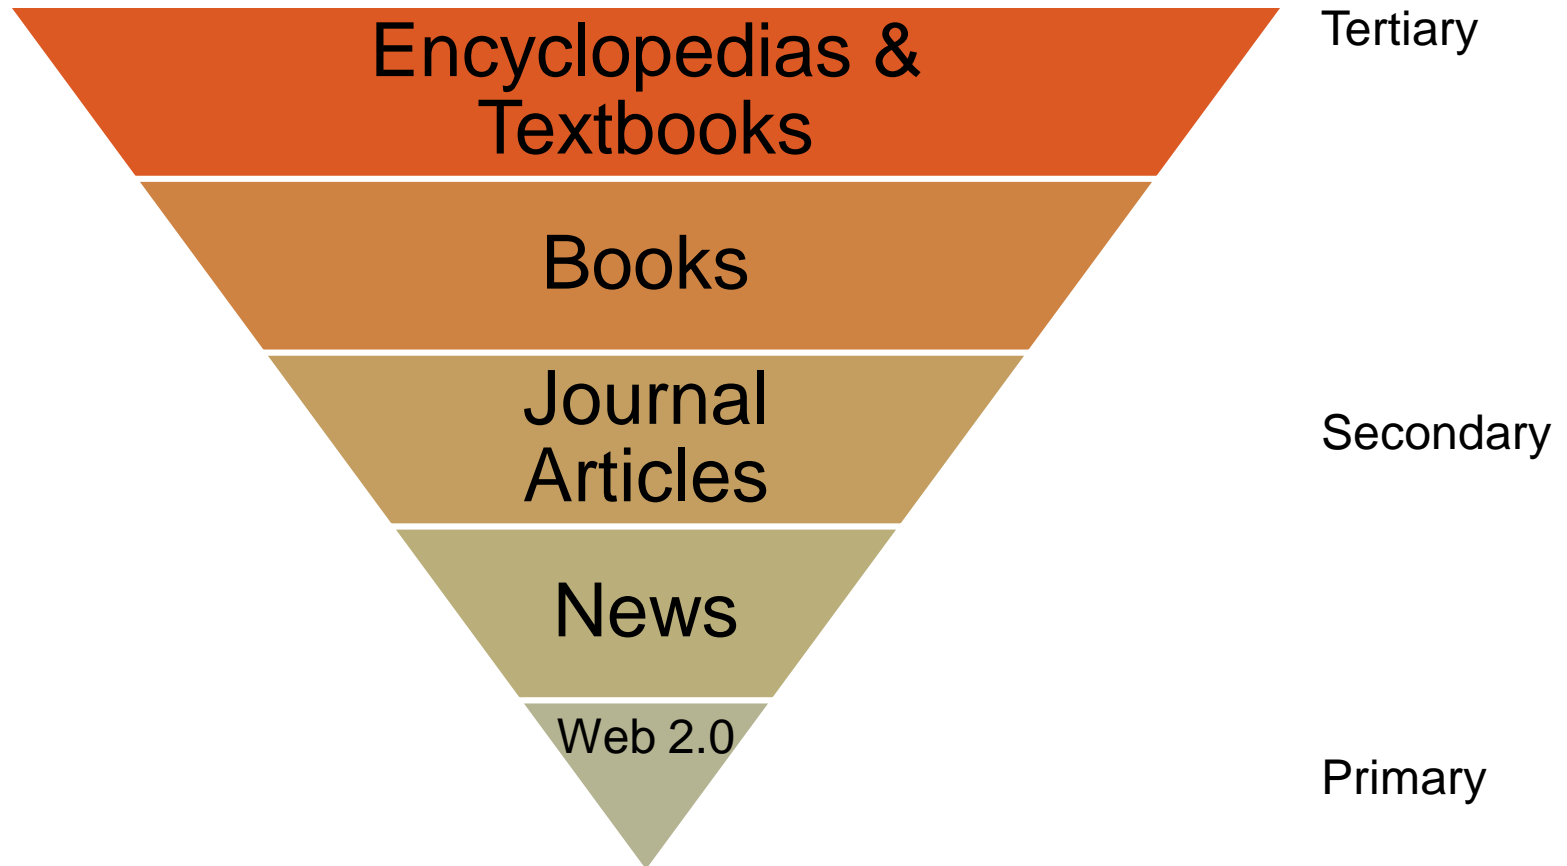 Encyclopedias &
Textbooks
Tertiary
Books
Journal
Articles
Secondary
News
Web 2.0
Primary